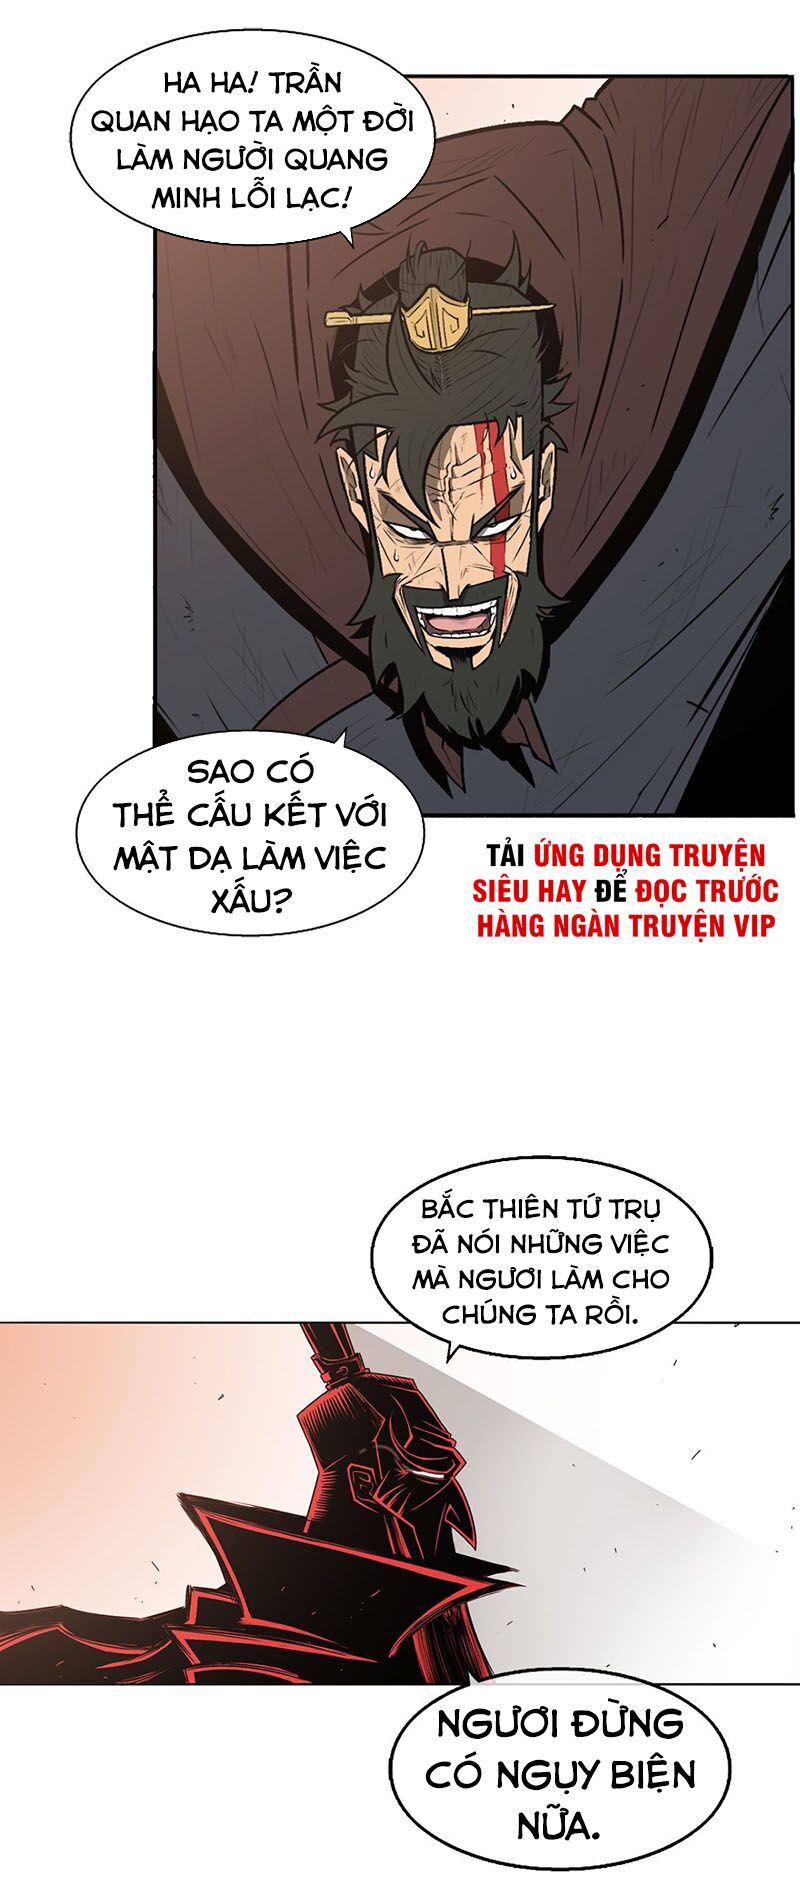 HA HA! TRẦN
QUAN HẠO TA MỘT ĐỜI
LÀM NGƯỜI QUANG
MINH LỖI LẠC!
SAO CÓ
THỂ CẤU KẾT VỚI
MẬT DẠ LÀM VIỆC
XẤU?
TẢI ỨNG DỤNG TRUYỆN
SIÊU HAY ĐỂ ĐỌC TRƯỚC
HÀNG NGÀN TRUYỆN VIP
BẮC THIÊN TỨ TRỤ
ĐÃ NÓI NHỮNG VIỆC
MÀ NGƯƠI LÀM CHO
CHÚNG TA RỒI.
NGƯƠI ĐỪNG
CÓ NGỤY BIỆN
NỮA.